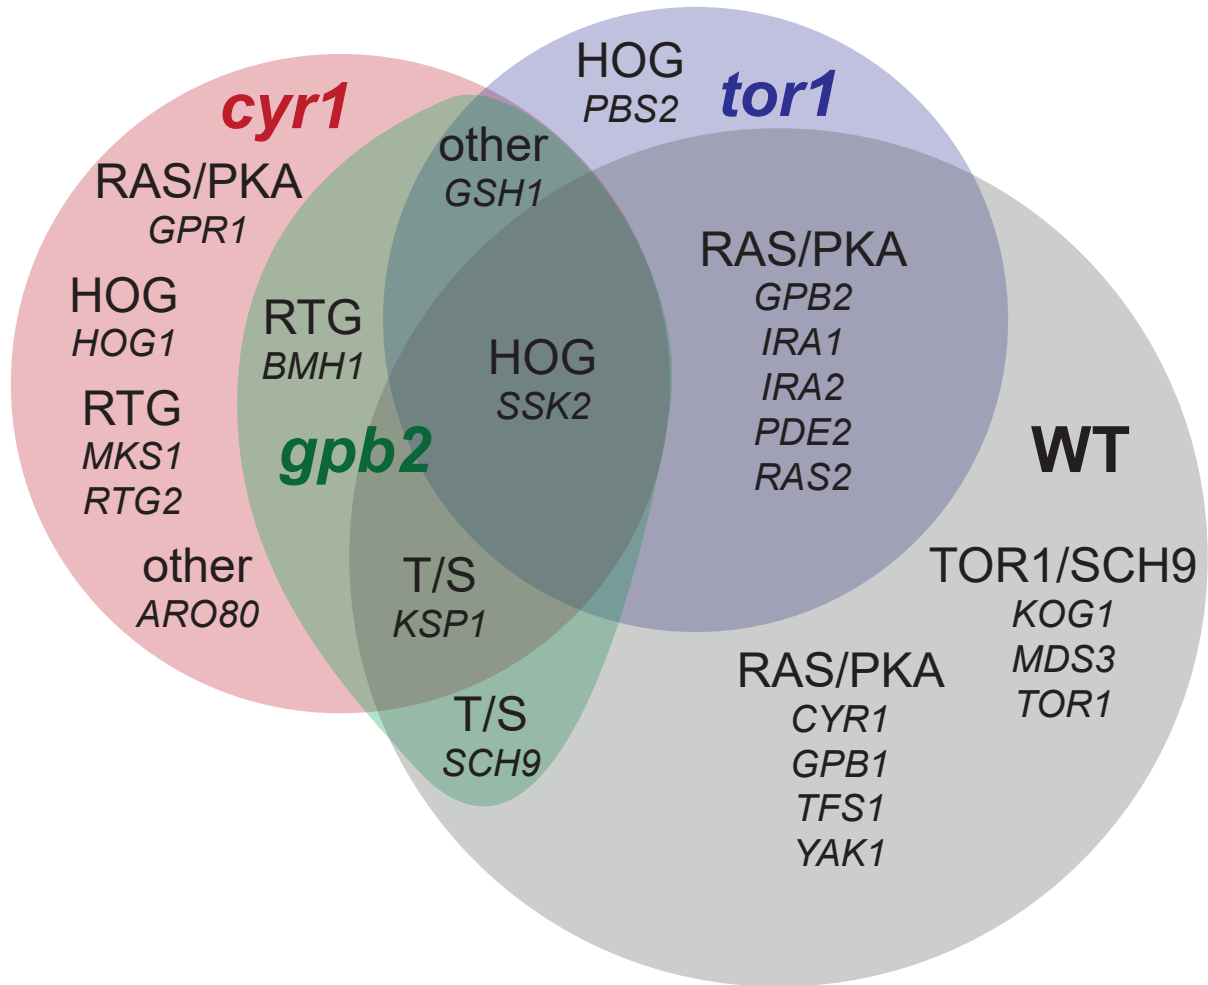 cyr1
RAS/PKA
GPR1
HOG
HOG1
RTG
MKS1
RTG2
other
ARO80
RTG
BMH1
gpb2
other
GSH1
HOG
SSK2
T/S
KSP1
T/S
SCH9
HOG
PBS2
tor1
RAS/PKA
GPB2
IRA1
IRA2
PDE2
RAS2
WT
TOR1/SCH9
KOG1
MDS3
TOR1
RAS/PKA
CYR1
GPB1
TFS1
YAK1